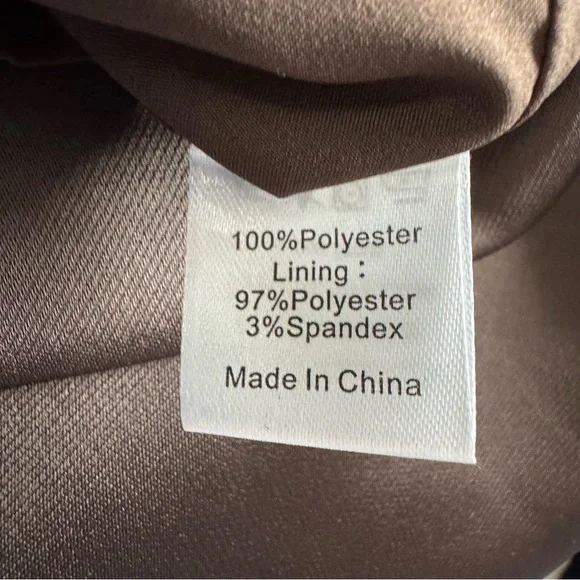 100%Polyester
Lining：
97%Polyester
3%Spandex
Made In China